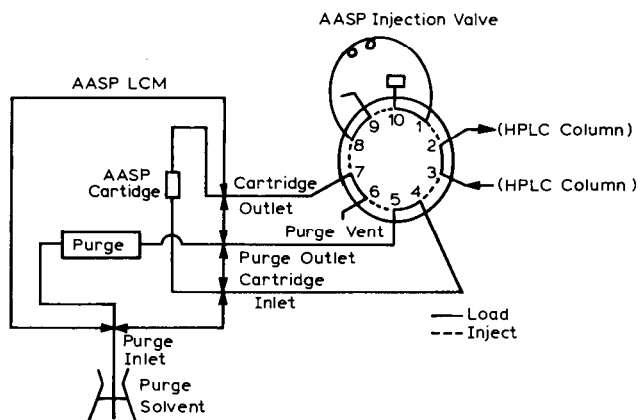 AASP Injection Valve
AASP LCM
10
9
1
8
2
(HPLC Column)
7
3
(HPLC Column)
6
5
4
AASP
Cartidge
Cartridge
Outlet
Purge Vent
Purge
Purge Outlet
Cartridge
Inlet
Load
Inject
Purge
Inlet
Purge
Solvent